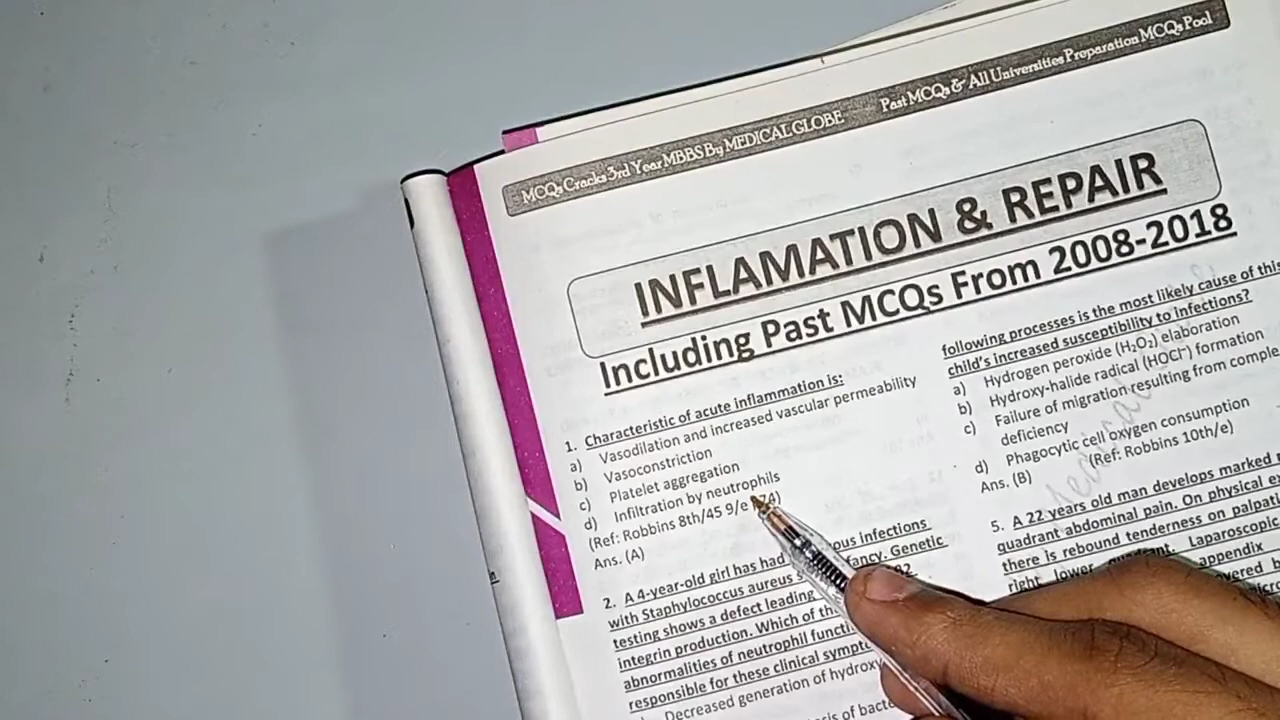 MCQs Cracks 3rd Year MBBS By MEDICAL GLOBE Past MCQs & All Universities Preparation MCQs Pool
INFLAMATION & REPAIR
Including Past MCQs From 2008-2018
1. Characteristic of acute inflammation is:
a) Vasodilation and increased vascular permeability
b) Vasoconstriction
c) Platelet aggregation
d) Infiltration by neutrophils
(Ref: Robbins 8th/45 9/e 74)
Ans. (A)
2. A 4-year-old girl has had infections
with Staphylococcus aureus Genetic
testing shows a defect leading
integrin production. Which of the
abnormalities of neutrophil
responsible for these clinical
Decreased generation of
following processes is the most likely cause of this
child's increased susceptibility to infections?
a) Hydrogen peroxide (H₂O₂) elaboration
b) Hydroxy-halide radical (HOCl⁻) formation
c) Failure of migration resulting from
deficiency
d) Phagocytic cell oxygen consumption
Ans. (B) (Ref: Robbins 10th/e)
5. A 22 years old man develops marked
quadrant abdominal pain. On physical
there is rebound tenderness on
right lower quadrant.
appendix